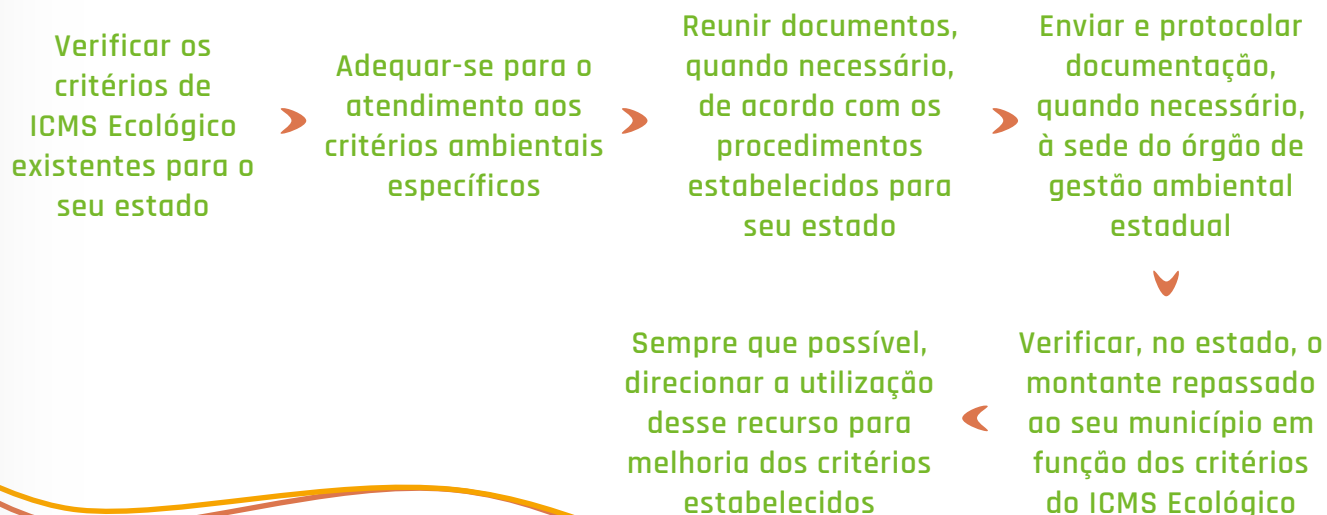 Verificar os
critérios de
ICMS Ecológico
existentes para o
seu estado
Adequar-se para o
atendimento aos
critérios ambientais
específicos
Reunir documentos,
quando necessário,
de acordo com os
procedimentos
estabelecidos para
seu estado
Enviar e protocolar
documentação,
quando necessário,
à sede do órgão de
gestão ambiental
estadual
Verificar, no estado, o
montante repassado
ao seu município em
função dos critérios
do ICMS Ecológico
Sempre que possível,
direcionar a utilização
desse recurso para
melhoria dos critérios
estabelecidos